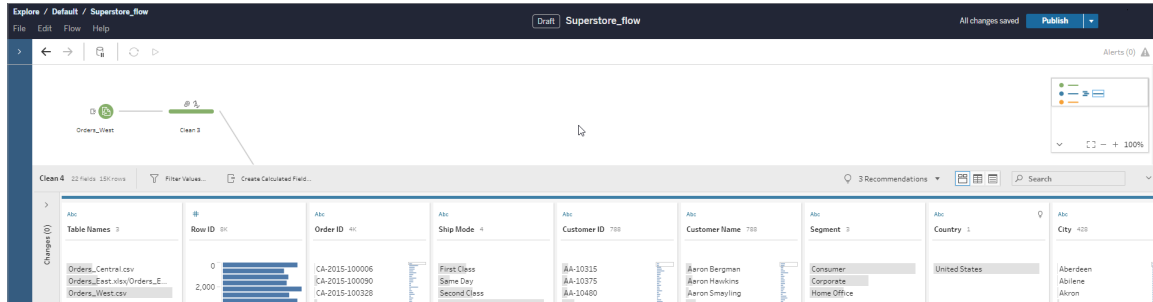 Explore / Default / Superstore_flow
File Edit Flow Help
Draft Superstore_flow
All changes saved
Publish
Alerts (0)
Orders_West
Clean 3
100%
Clean 4 22 fields 15K rows
Filter Values...
Create Calculated Field...
3 Recommendations
Search
Changes (0)
Abc
Table Names 3
Orders_Central.csv
Orders_East.xlsx/Orders_E...
Orders_West.csv
#
Row ID 8K
0
2,000
Abc
Order ID 4K
CA-2015-100006
CA-2015-100090
CA-2015-100328
Abc
Ship Mode 4
First Class
Same Day
Second Class
Abc
Customer ID 788
AA-10315
AA-10375
AA-10480
Abc
Customer Name 788
Aaron Bergman
Aaron Hawkins
Aaron Smayling
Abc
Segment 3
Consumer
Corporate
Home Office
Abc
Country 1
United States
Abc
City 428
Aberdeen
Abilene
Akron